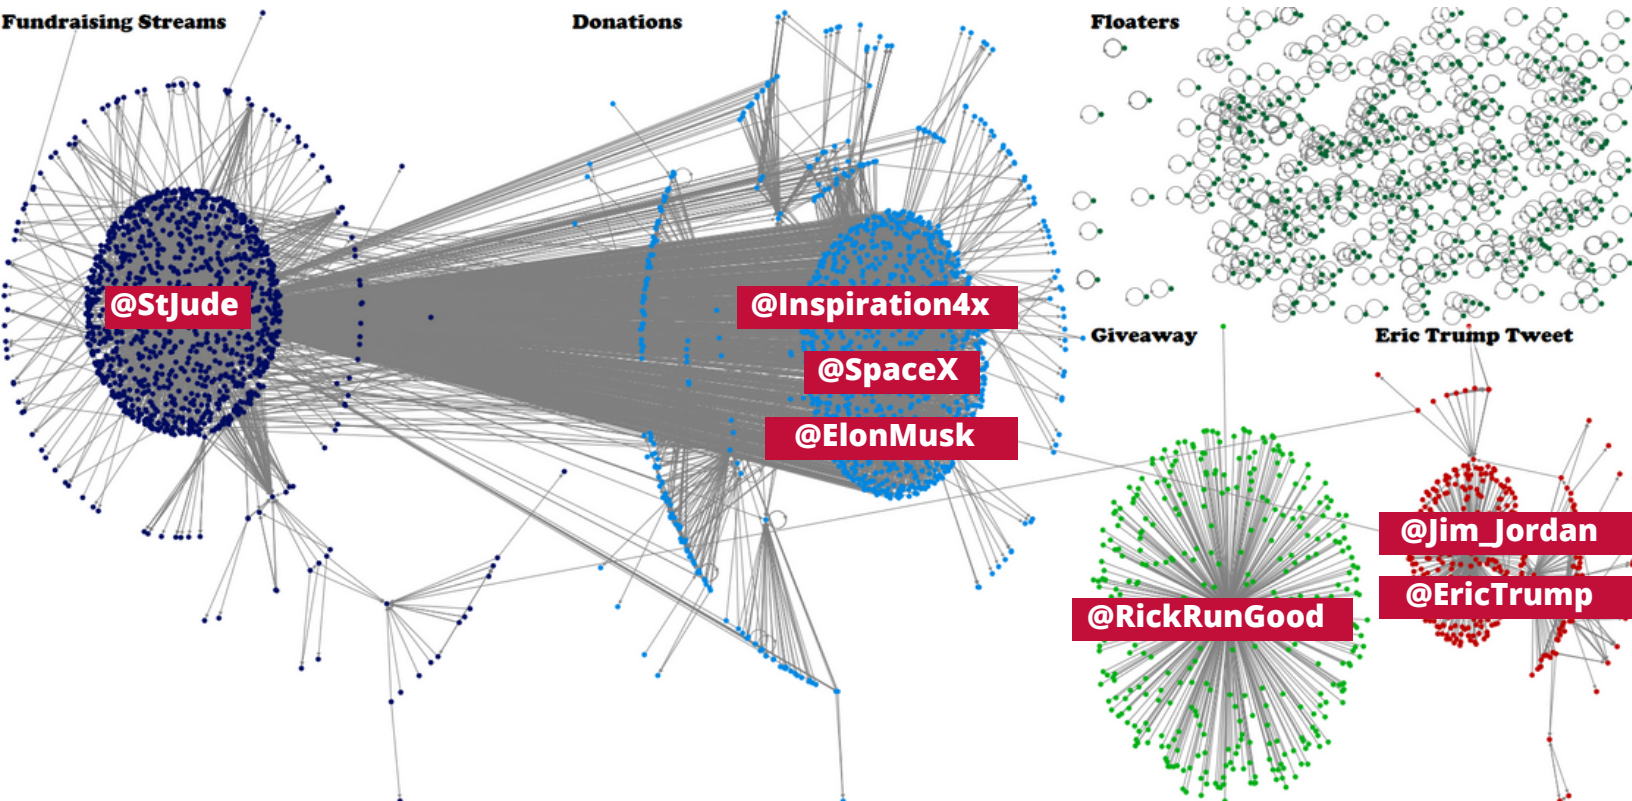 Fundraising Streams
Donations
Floaters
@StJude
@Inspiration4x
@SpaceX
@ElonMusk
Giveaway
Eric Trump Tweet
@RickRunGood
@Jim_Jordan
@EricTrump